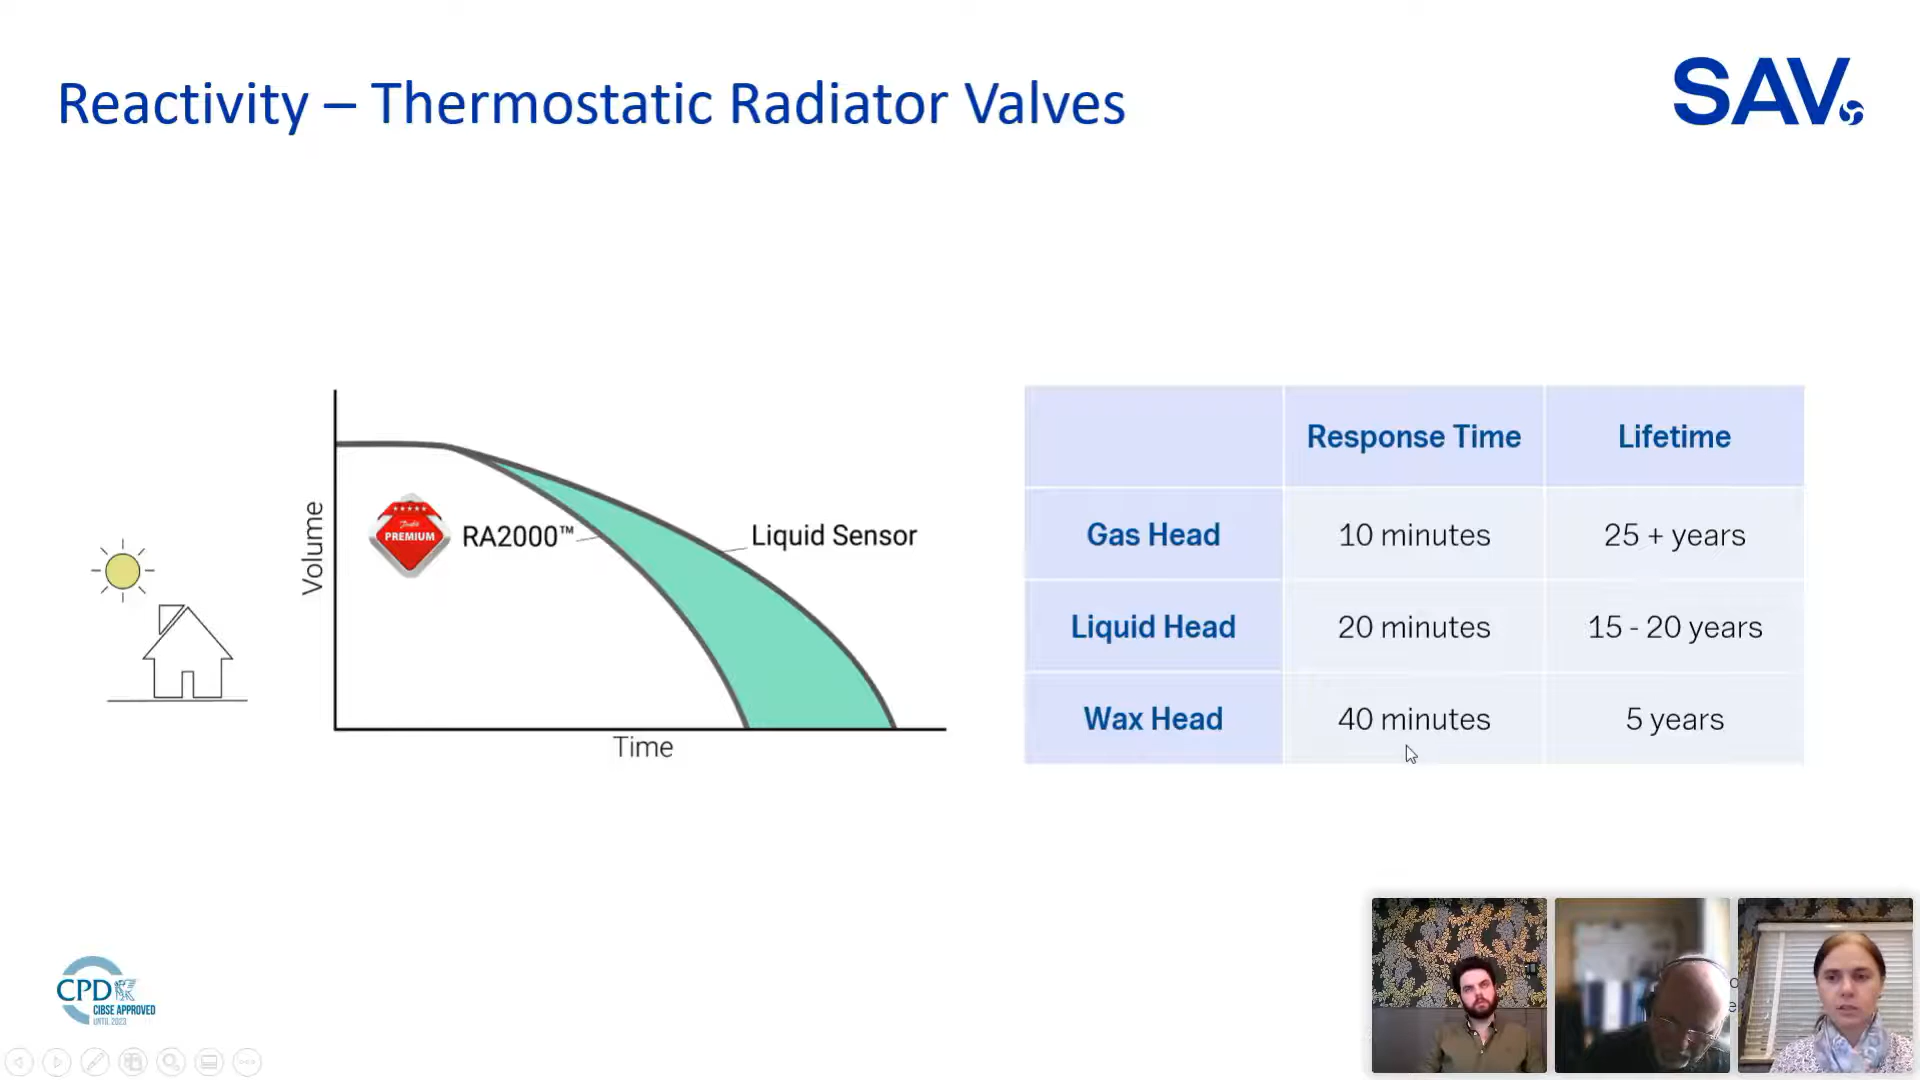 Reactivity – Thermostatic Radiator Valves
SAV
Volume
PREMIUM
RA2000™
Liquid Sensor
Time
Response Time
Lifetime
Gas Head
10 minutes
25 + years
Liquid Head
20 minutes
15 - 20 years
Wax Head
40 minutes
5 years
CPD
CIBSE APPROVED
UNTIL 2023